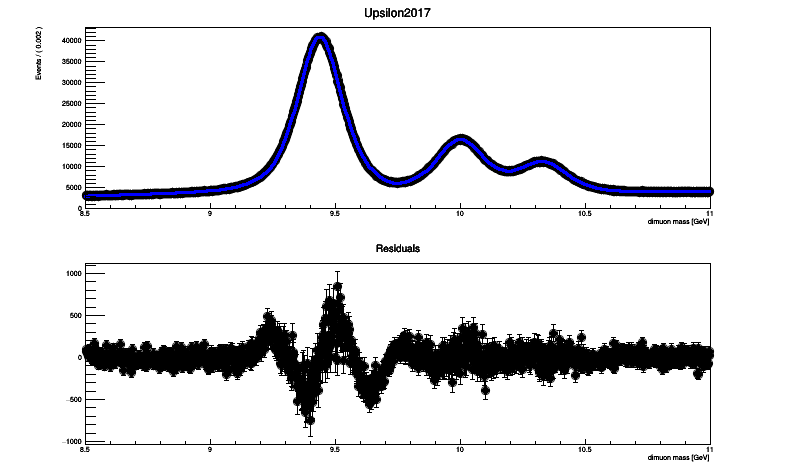 Upsilon2017
Events / ( 0.002 )
40000
35000
30000
25000
20000
15000
10000
5000
0
8.5 9 9.5 10 10.5 11
dimuon mass [GeV]
Residuals
1000
500
0
−500
−1000
8.5 9 9.5 10 10.5 11
dimuon mass [GeV]